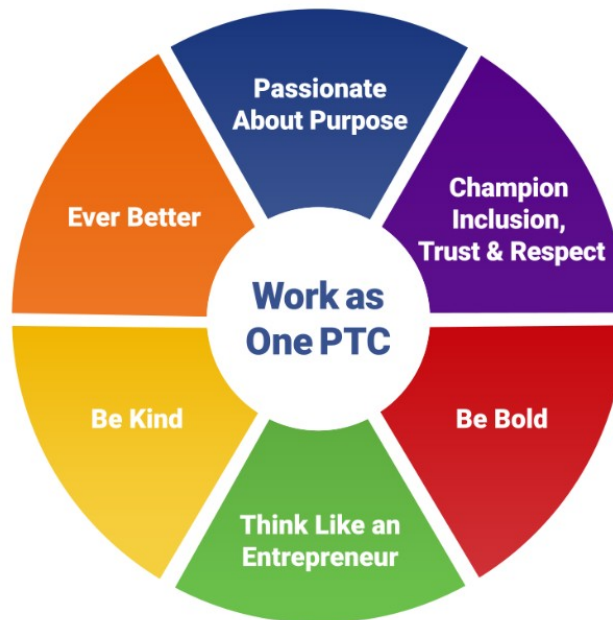 Passionate
About Purpose
Champion
Inclusion,
Trust & Respect
Be Bold
Think Like an
Entrepreneur
Be Kind
Ever Better
Work as
One PTC